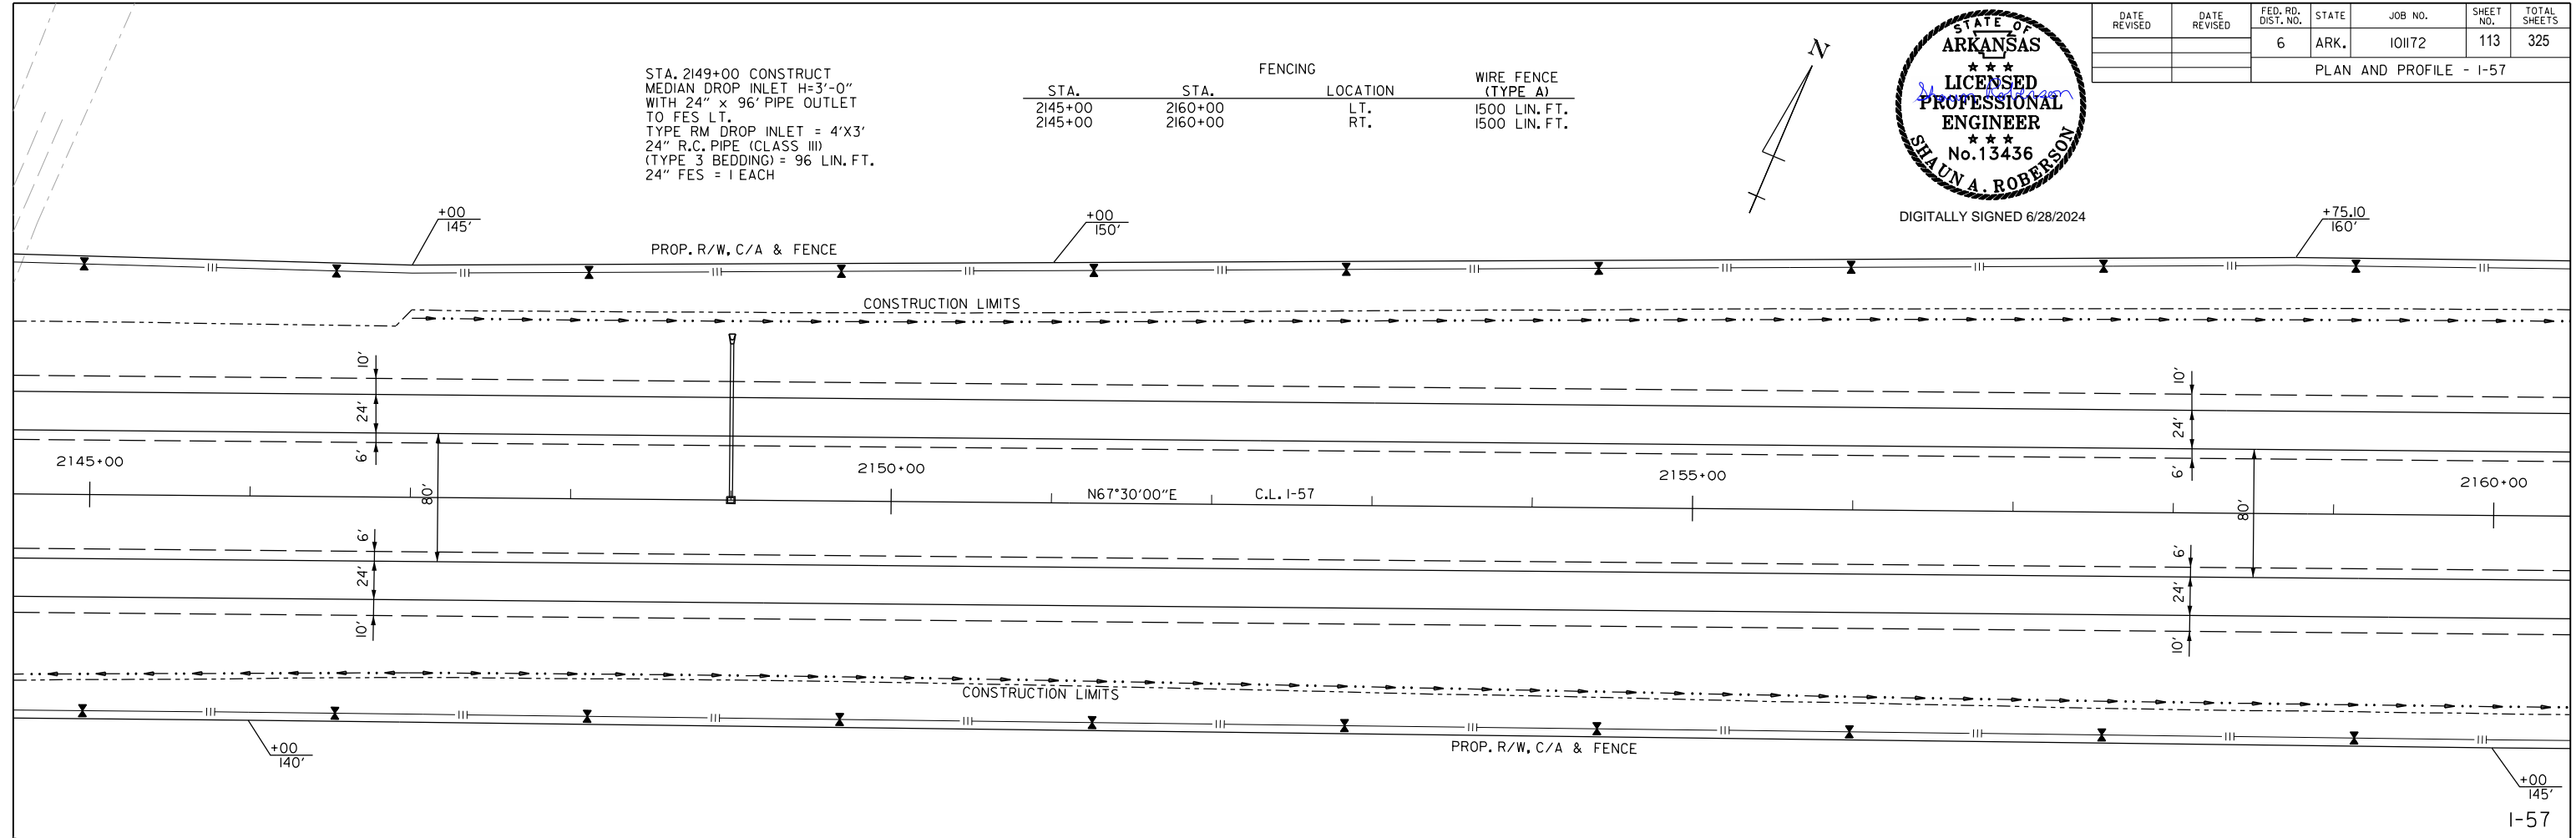 DATE REVISED
DATE REVISED
FED. RD. DIST. NO.
STATE
JOB NO.
SHEET NO.
TOTAL SHEETS
6
ARK.
101172
113
325
PLAN AND PROFILE - I-57
STATE OF
ARKANSAS
★ ★ ★
LICENSED
PROFESSIONAL
ENGINEER
★ ★ ★
No.13436
SHAUN A. ROBERSON
Shaun Roberson
DIGITALLY SIGNED 6/28/2024
N
STA. 2149+00 CONSTRUCT
MEDIAN DROP INLET H=3'-0"
WITH 24" x 96' PIPE OUTLET
TO FES LT.
TYPE RM DROP INLET = 4'X3'
24" R.C. PIPE (CLASS III)
(TYPE 3 BEDDING) = 96 LIN. FT.
24" FES = 1 EACH
FENCING
STA. STA. LOCATION WIRE FENCE (TYPE A)
2145+00 2160+00 LT. 1500 LIN. FT.
2145+00 2160+00 RT. 1500 LIN. FT.
+00
145'
+00
150'
+75.10
160'
PROP. R/W, C/A & FENCE
CONSTRUCTION LIMITS
10'
24'
6'
80'
10'
24'
6'
80'
2145+00
2150+00
2155+00
2160+00
N67°30'00"E
C.L. I-57
6'
24'
10'
6'
24'
10'
CONSTRUCTION LIMITS
PROP. R/W, C/A & FENCE
+00
140'
+00
145'
I-57